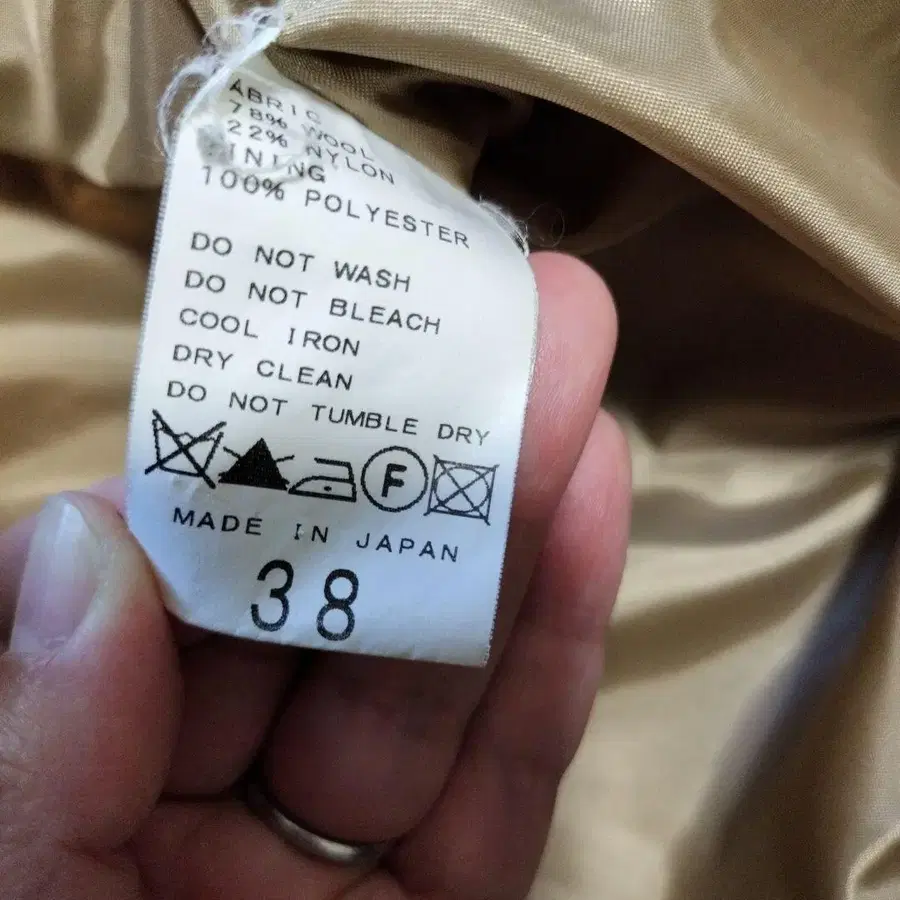 ABRIC
78% WOOL
22% NYLON
INING
100% POLYESTER
DO NOT WASH
DO NOT BLEACH
COOL IRON
DRY CLEAN
DO NOT TUMBLE DRY
F
MADE IN JAPAN
38